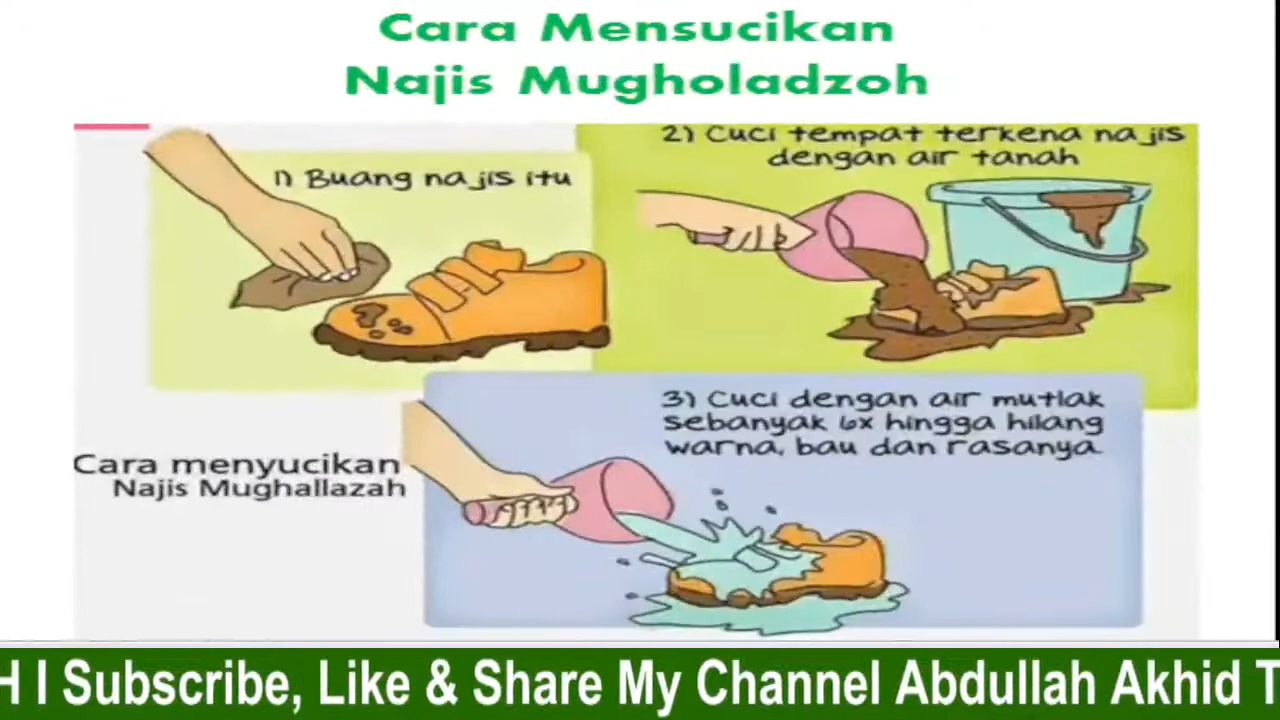 Cara Mensucikan
Najis Mugholadzoh
1) Buang najis itu
2) Cuci tempat terkena najis
dengan air tanah
3) Cuci dengan air mutlak
sebanyak 6x hingga hilang
warna, bau dan rasanya
Cara menyucikan
Najis Mughallazah
H I Subscribe, Like & Share My Channel Abdullah Akhid T